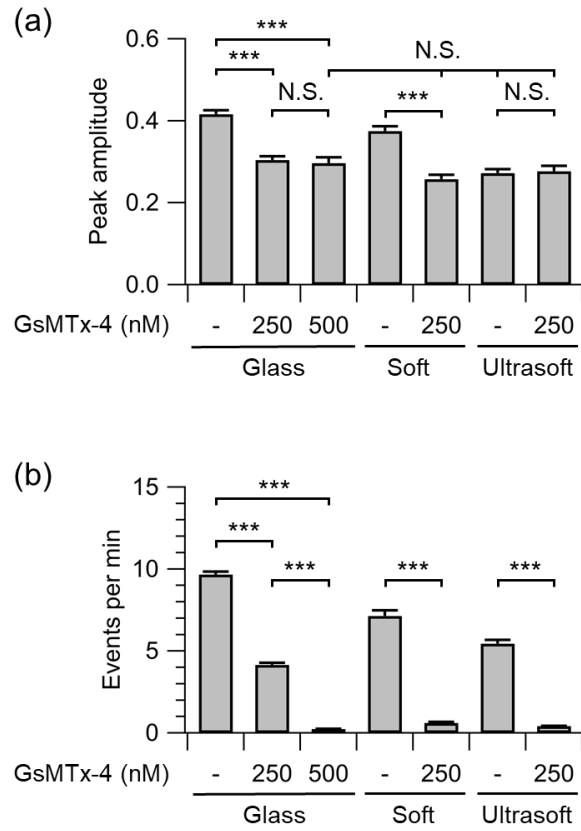 (a)
Peak amplitude
0.6
0.4
0.2
0.0
***
***
N.S.
N.S.
***
N.S.
GsMTx-4 (nM)
- 250 500 - 250 - 250
Glass Soft Ultrasoft
(b)
Events per min
15
10
5
0
***
***
***
***
***
GsMTx-4 (nM)
- 250 500 - 250 - 250
Glass Soft Ultrasoft